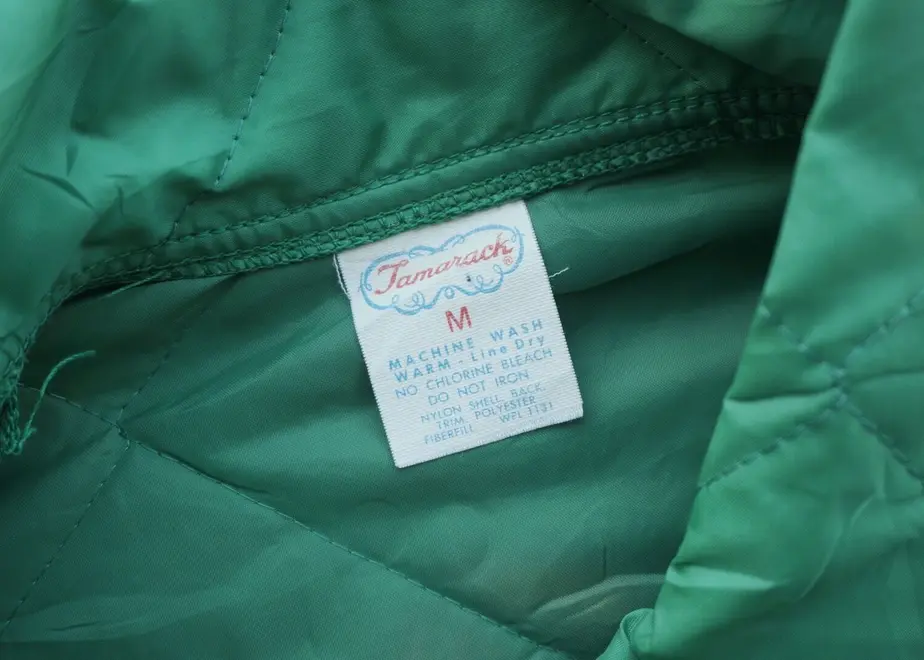 Tamarack®
M
MACHINE WASH
WARM - Line Dry
NO CHLORINE BLEACH
DO NOT IRON
NYLON SHELL, BACK,
TRIM, POLYESTER
FIBERFILL WPL 1131